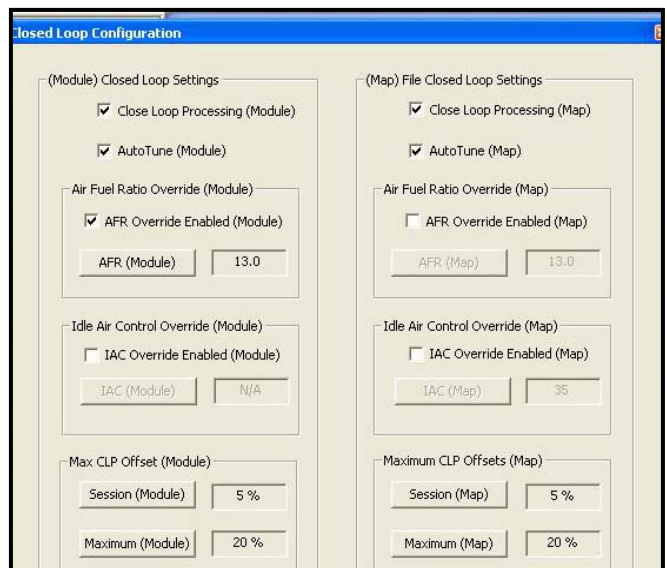 Closed Loop Configuration
(Module) Closed Loop Settings
Close Loop Processing (Module)
AutoTune (Module)
Air Fuel Ratio Override (Module)
AFR Override Enabled (Module)
AFR (Module) 13.0
Idle Air Control Override (Module)
IAC Override Enabled (Module)
IAC (Module) N/A
Max CLP Offset (Module)
Session (Module) 5 %
Maximum (Module) 20 %
(Map) File Closed Loop Settings
Close Loop Processing (Map)
AutoTune (Map)
Air Fuel Ratio Override (Map)
AFR Override Enabled (Map)
AFR (Map) 13.0
Idle Air Control Override (Map)
IAC Override Enabled (Map)
IAC (Map) 35
Maximum CLP Offsets (Map)
Session (Map) 5 %
Maximum (Map) 20 %